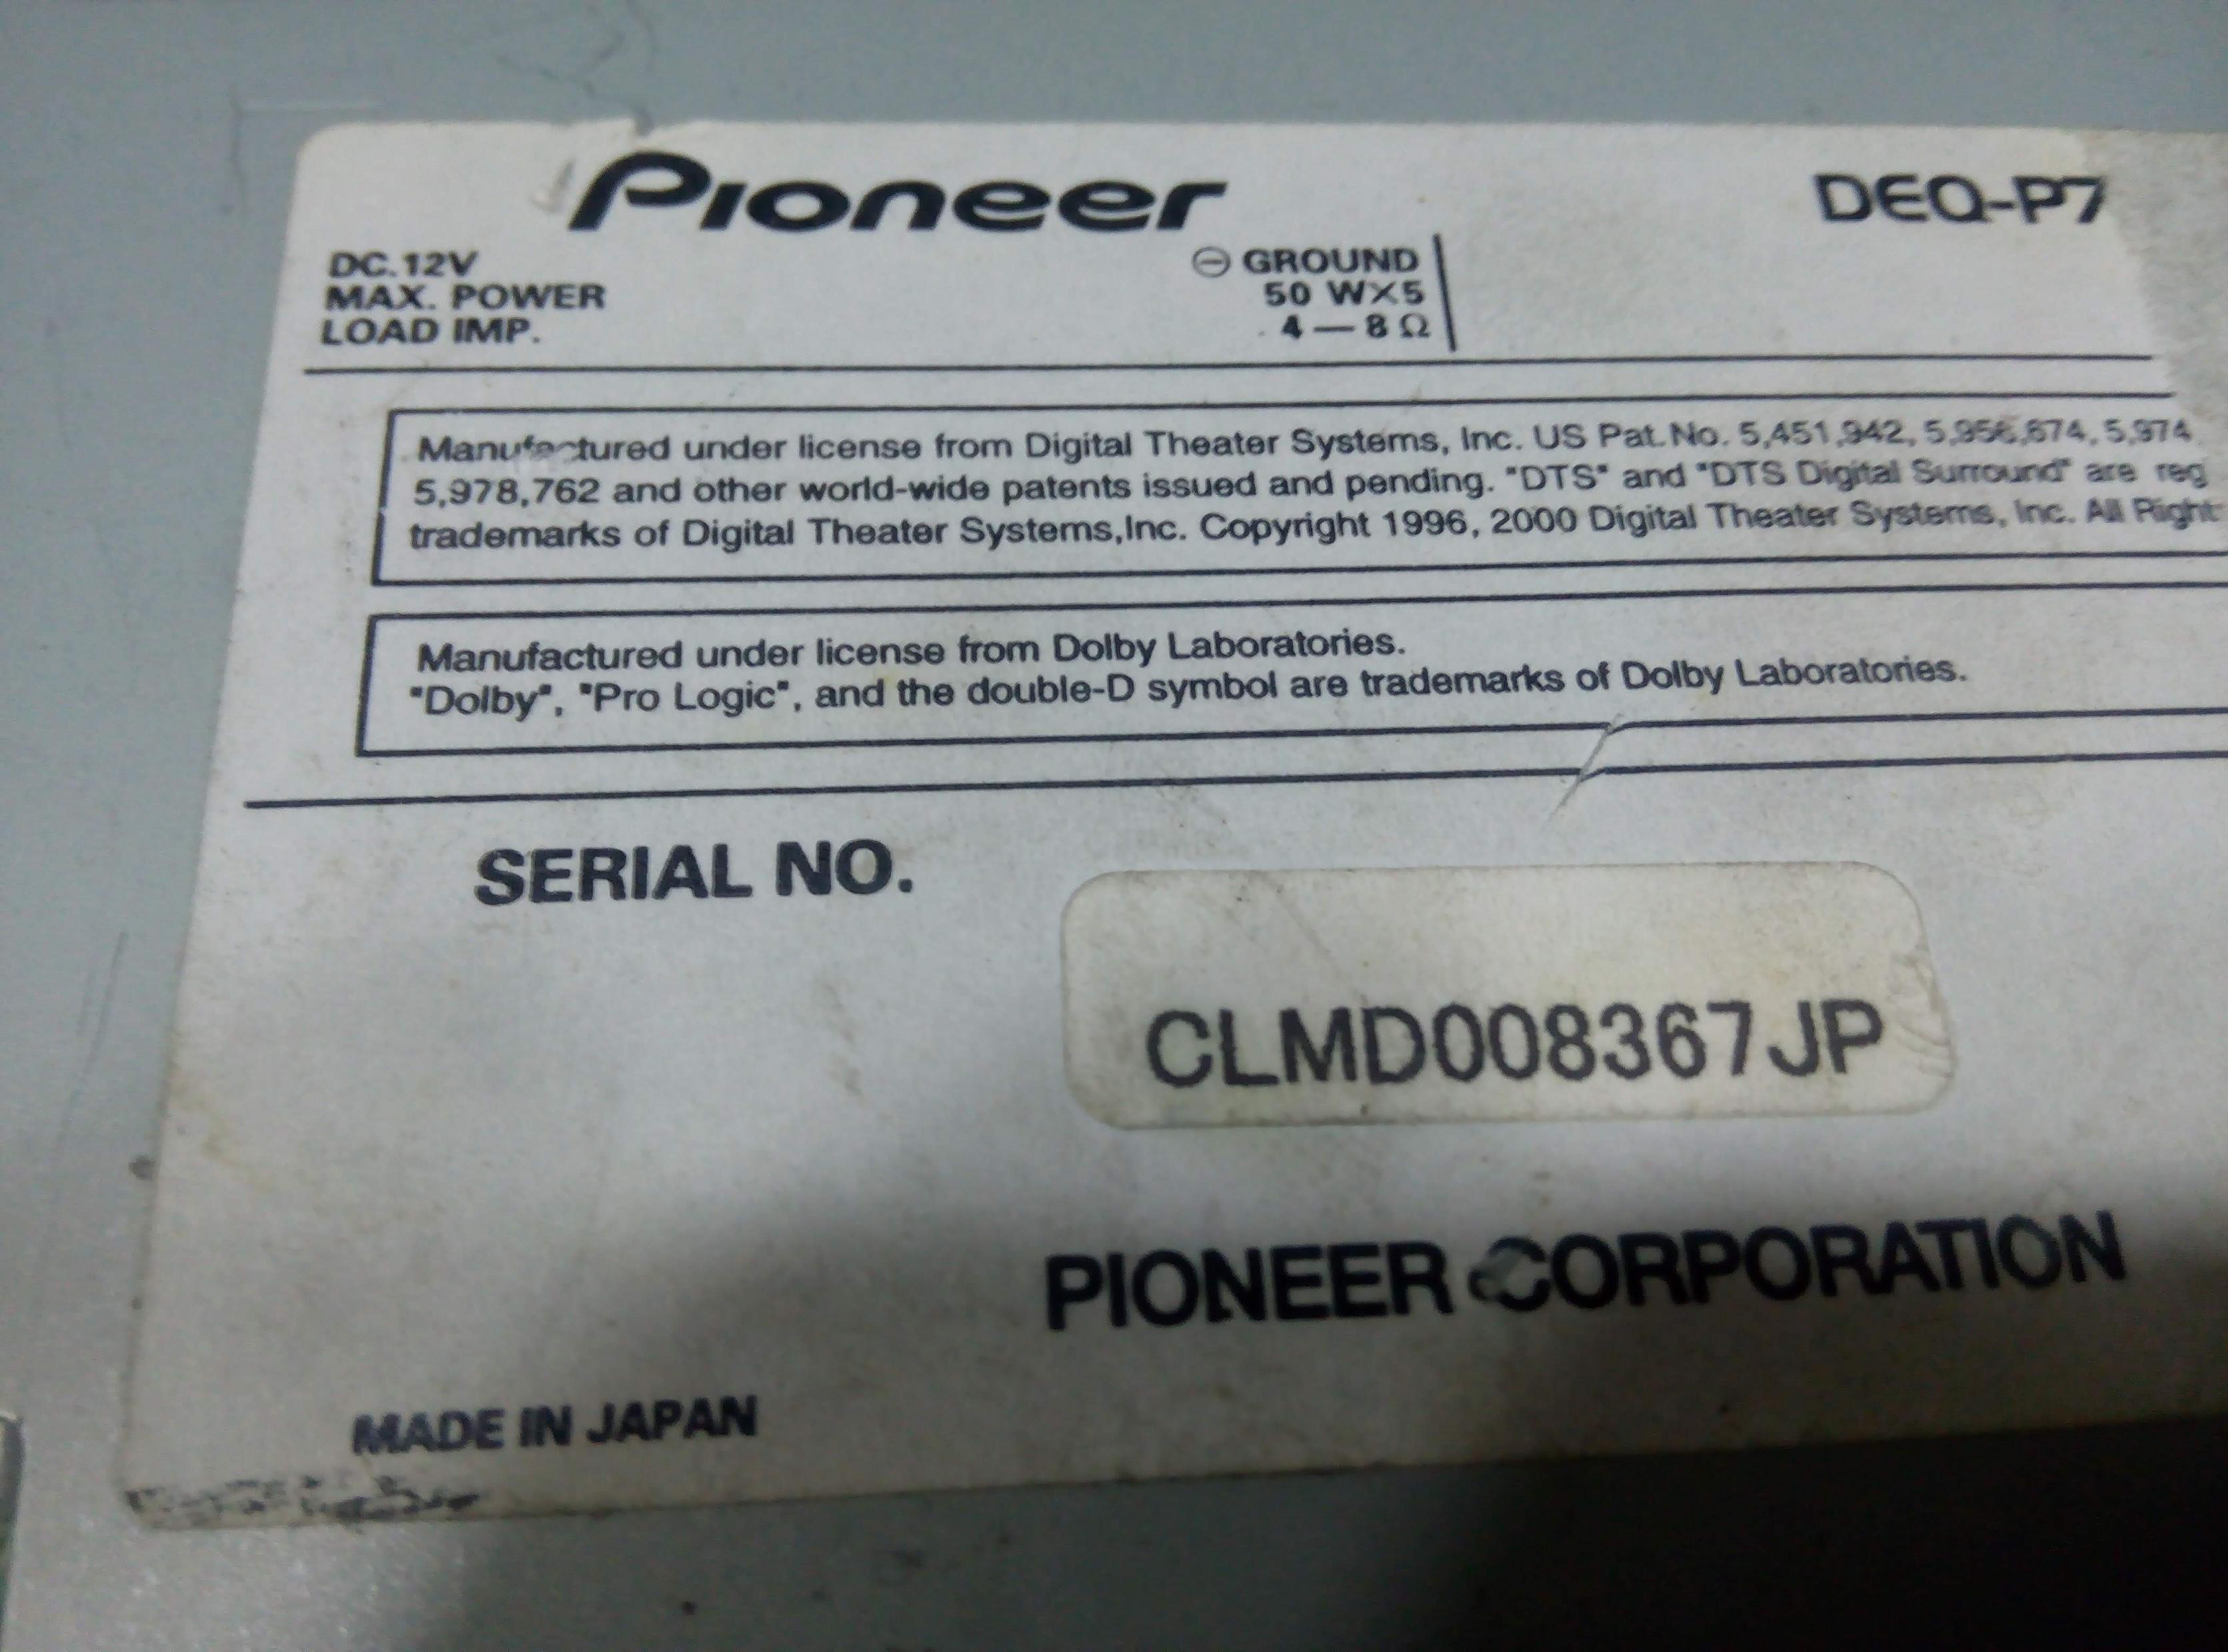 Pioneer
DEQ-P7
DC.12V ⊖ GROUND
MAX. POWER 50 W×5
LOAD IMP. 4 — 8 Ω
Manufactured under license from Digital Theater Systems, Inc. US Pat.No. 5,451,942, 5,956,674, 5,974
5,978,762 and other world-wide patents issued and pending. "DTS" and "DTS Digital Surround" are reg
trademarks of Digital Theater Systems,Inc. Copyright 1996, 2000 Digital Theater Systems, Inc. All Right
Manufactured under license from Dolby Laboratories.
"Dolby", "Pro Logic", and the double-D symbol are trademarks of Dolby Laboratories.
SERIAL NO.
CLMD008367JP
PIONEER CORPORATION
MADE IN JAPAN